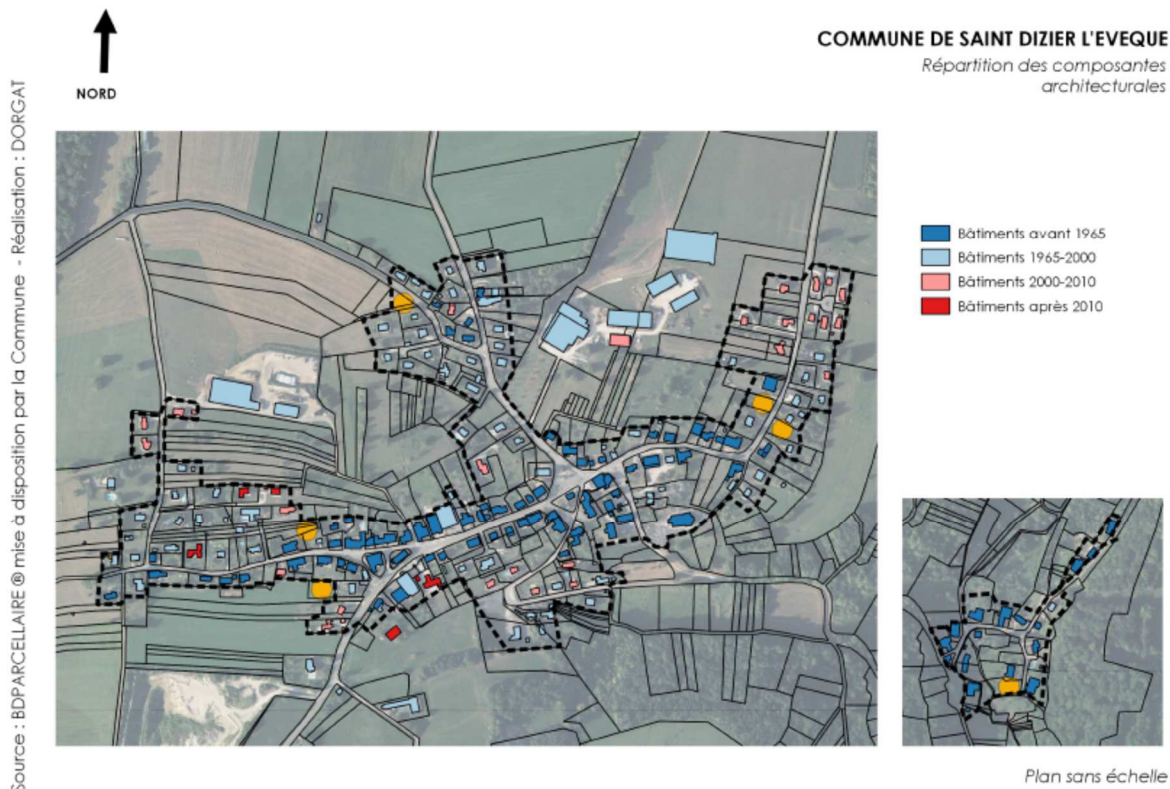 COMMUNE DE SAINT DIZIER L'EVEQUE
Répartition des composantes
architecturales
NORD
Source : BDPARCELLAIRE ® mise à disposition par la Commune - Réalisation : DORGAT
Bâtiments avant 1965
Bâtiments 1965-2000
Bâtiments 2000-2010
Bâtiments après 2010
Plan sans échelle